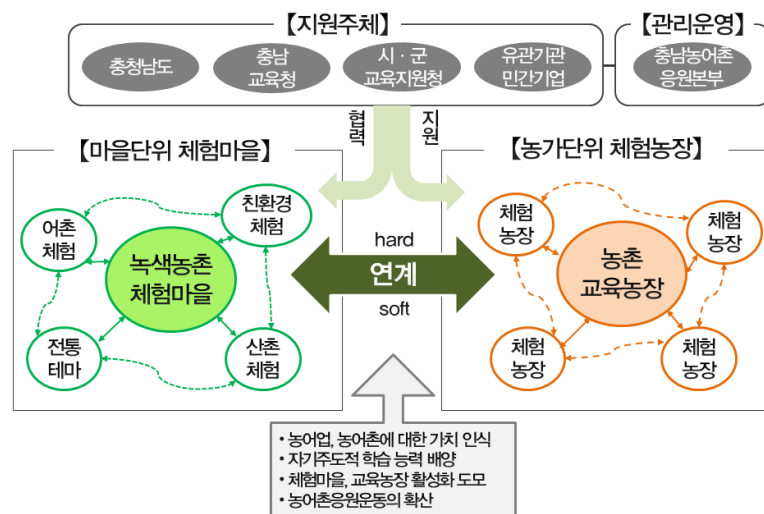 【지원주체】
【관리운영】
충청남도
충남
교육청
시 · 군
교육지원청
유관기관
민간기업
충남농어촌
응원본부
협력
지원
【마을단위 체험마을】
【농가단위 체험농장】
어촌
체험
친환경
체험
녹색농촌
체험마을
전통
테마
산촌
체험
hard
연계
soft
체험
농장
체험
농장
농촌
교육농장
체험
농장
체험
농장
• 농어업, 농어촌에 대한 가치 인식
• 자기주도적 학습 능력 배양
• 체험마을, 교육농장 활성화 도모
• 농어촌응원운동의 확산